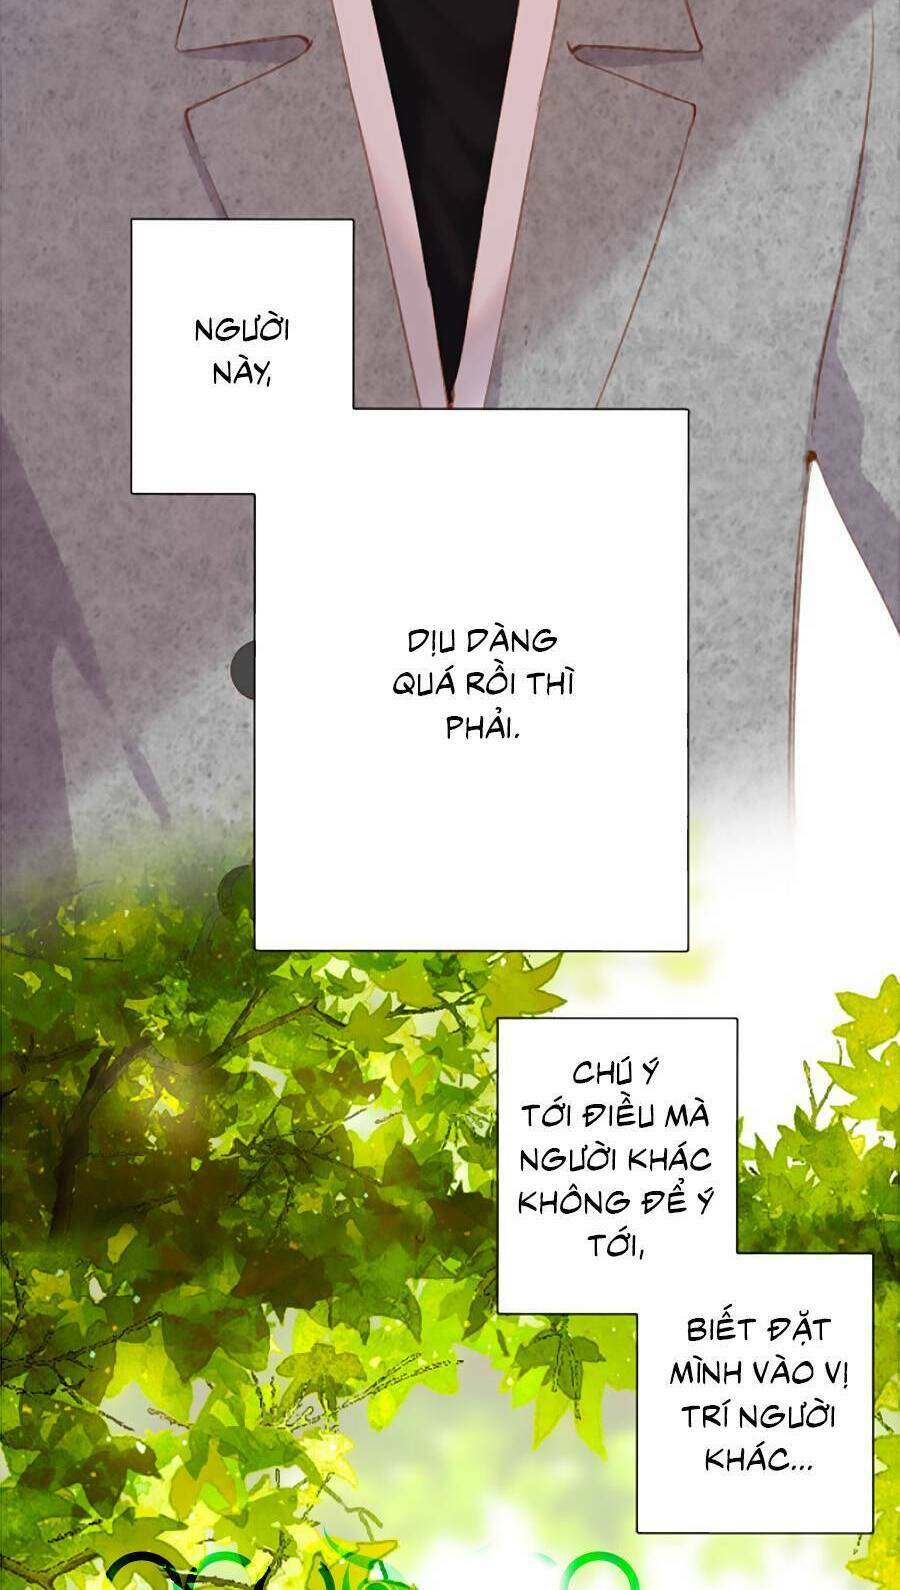 NGƯỜI
NÀY,
DỊU DÀNG
QUÁ RỒI THÌ
PHẢI.
CHÚ Ý
TỚI ĐIỀU MÀ
NGƯỜI KHÁC
KHÔNG ĐỂ Ý
TỚI,
BIẾT ĐẶT
MÌNH VÀO VỊ
TRÍ NGƯỜI
KHÁC...